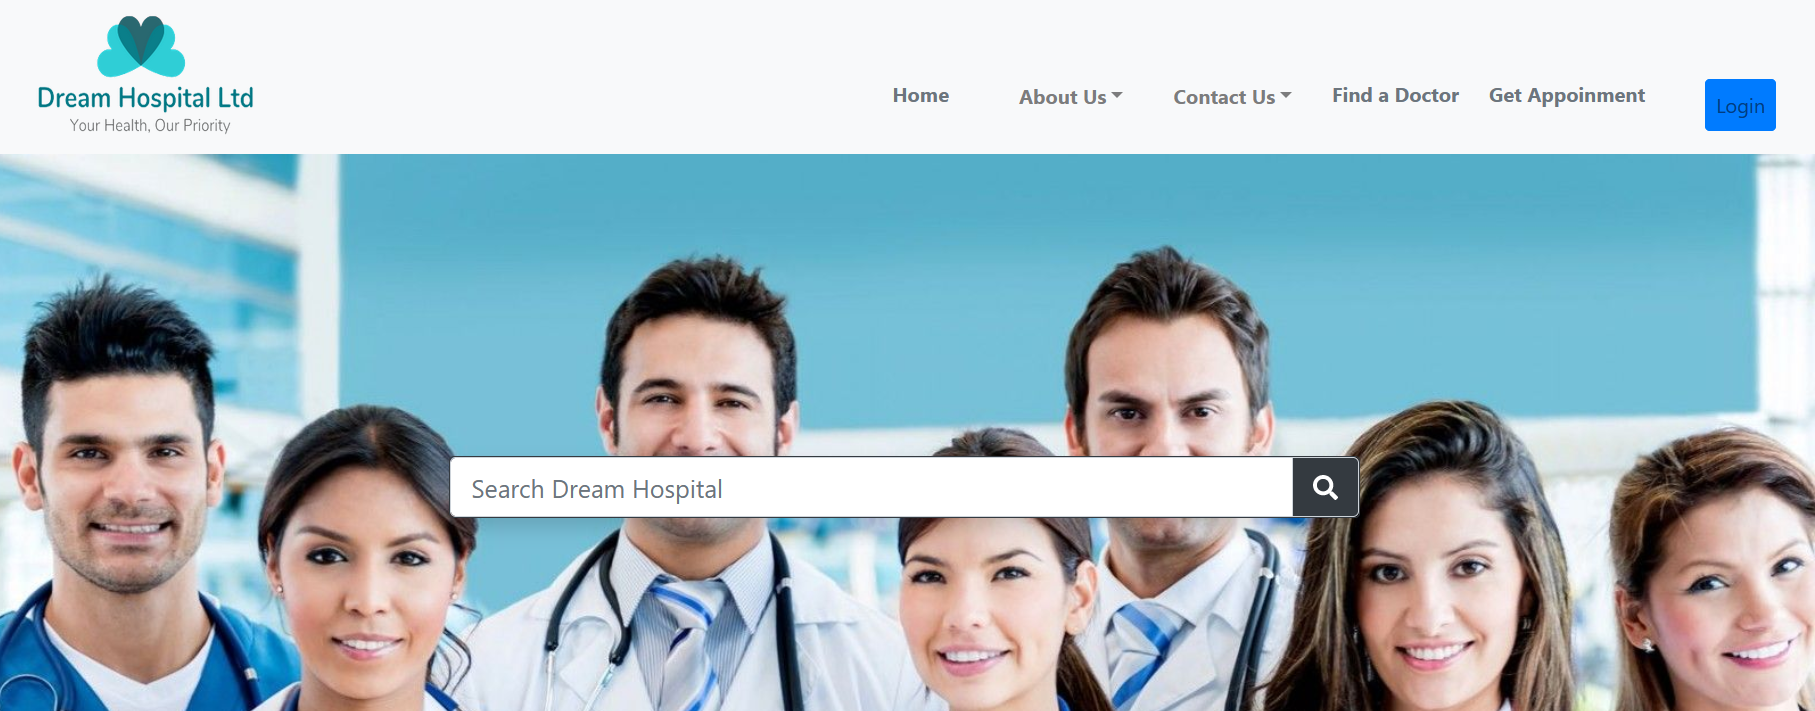 Dream Hospital Ltd
Your Health, Our Priority
Home About Us Contact Us Find a Doctor Get Appoinment Login
Search Dream Hospital